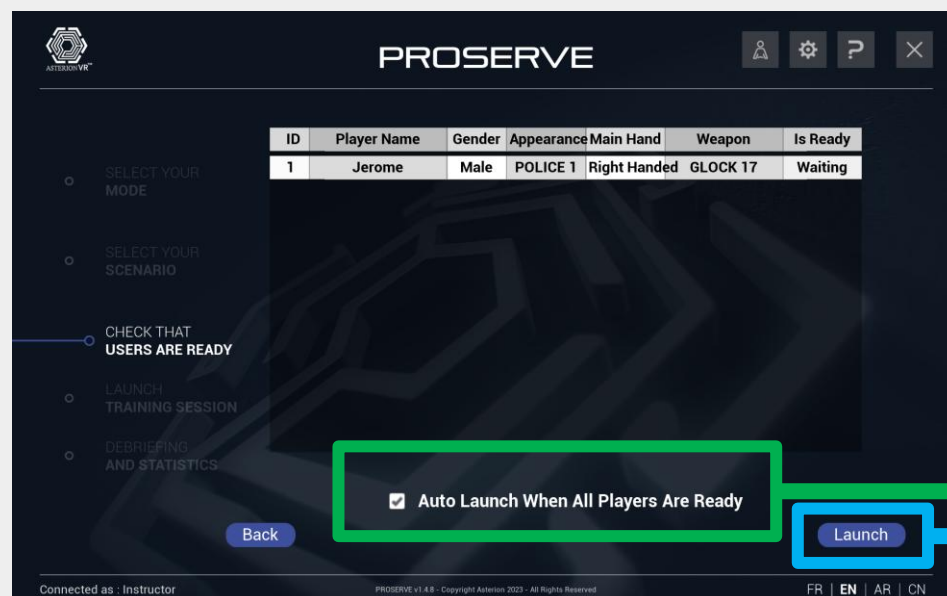 ASTERION VR™
PROSERVE
ID Player Name Gender Appearance Main Hand Weapon Is Ready
1 Jerome Male POLICE 1 Right Handed GLOCK 17 Waiting
SELECT YOUR
MODE
SELECT YOUR
SCENARIO
CHECK THAT
USERS ARE READY
LAUNCH
TRAINING SESSION
DEBRIEFING
AND STATISTICS
Auto Launch When All Players Are Ready
Back
Launch
Connected as : Instructor
PROSERVE v1.4.8 - Copyright Asterion 2023 - All Rights Reserved
FR | EN | AR | CN